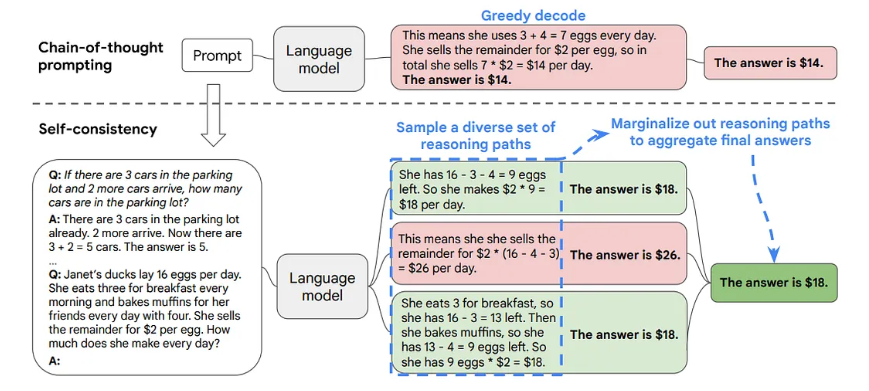 Greedy decode
Chain-of-thought
prompting
Prompt
Language
model
This means she uses 3 + 4 = 7 eggs every day.
She sells the remainder for $2 per egg, so in
total she sells 7 * $2 = $14 per day.
The answer is $14.
The answer is $14.
Self-consistency
Sample a diverse set of
reasoning paths
Marginalize out reasoning paths
to aggregate final answers
Q: If there are 3 cars in the parking
lot and 2 more cars arrive, how many
cars are in the parking lot?
A: There are 3 cars in the parking lot
already. 2 more arrive. Now there are
3 + 2 = 5 cars. The answer is 5.
...
Q: Janet's ducks lay 16 eggs per day.
She eats three for breakfast every
morning and bakes muffins for her
friends every day with four. She sells
the remainder for $2 per egg. How
much does she make every day?
A:
Language
model
She has 16 - 3 - 4 = 9 eggs
left. So she makes $2 * 9 =
$18 per day.
The answer is $18.
This means she she sells the
remainder for $2 * (16 - 4 - 3)
= $26 per day.
The answer is $26.
She eats 3 for breakfast, so
she has 16 - 3 = 13 left. Then
she bakes muffins, so she
has 13 - 4 = 9 eggs left. So
she has 9 eggs * $2 = $18.
The answer is $18.
The answer is $18.